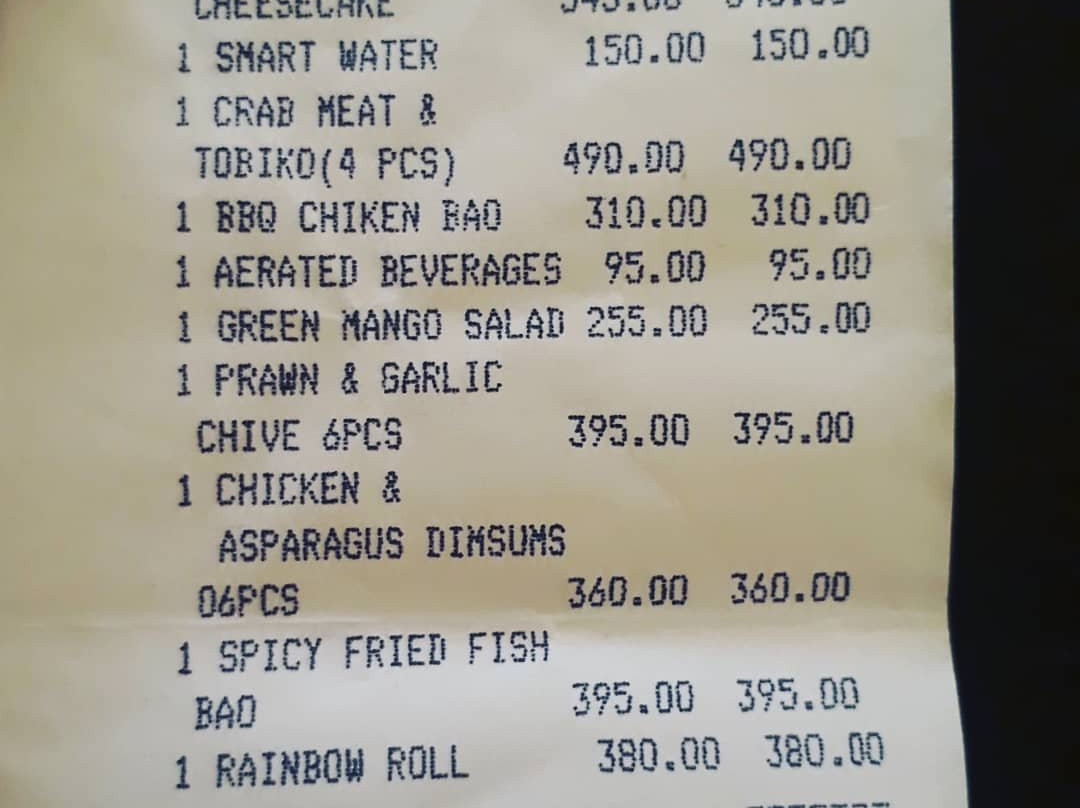 CHEESECAKE
1 SMART WATER 150.00 150.00
1 CRAB MEAT &
TOBIKO(4 PCS) 490.00 490.00
1 BBQ CHIKEN BAO 310.00 310.00
1 AERATED BEVERAGES 95.00 95.00
1 GREEN MANGO SALAD 255.00 255.00
1 PRAWN & GARLIC
CHIVE 6PCS 395.00 395.00
1 CHICKEN &
ASPARAGUS DIMSUMS
06PCS 360.00 360.00
1 SPICY FRIED FISH
BAO 395.00 395.00
1 RAINBOW ROLL 380.00 380.00